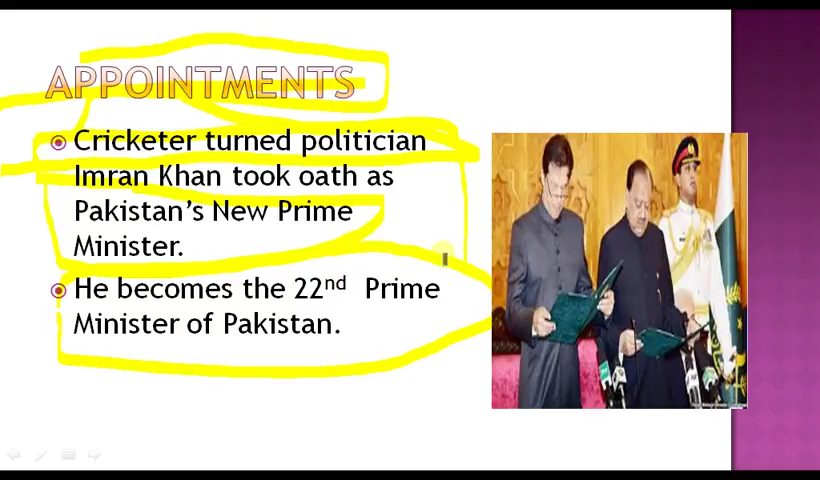 APPOINTMENTS
Cricketer turned politician
Imran Khan took oath as
Pakistan's New Prime
Minister.
He becomes the 22nd Prime
Minister of Pakistan.